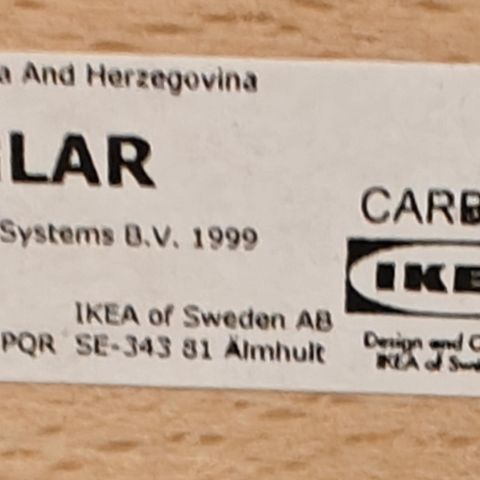 a And Herzegovina
LAR
Systems B.V. 1999
CARB
IKE
IKEA of Sweden AB
PQR SE-343 81 Älmhult
Design and
IKEA of Swe